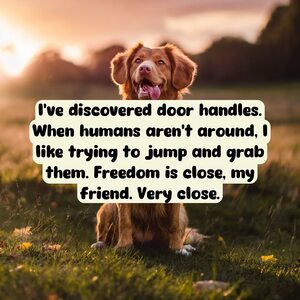 I've discovered door handles.
When humans aren't around, I
like trying to jump and grab
them. Freedom is close, my
friend. Very close.